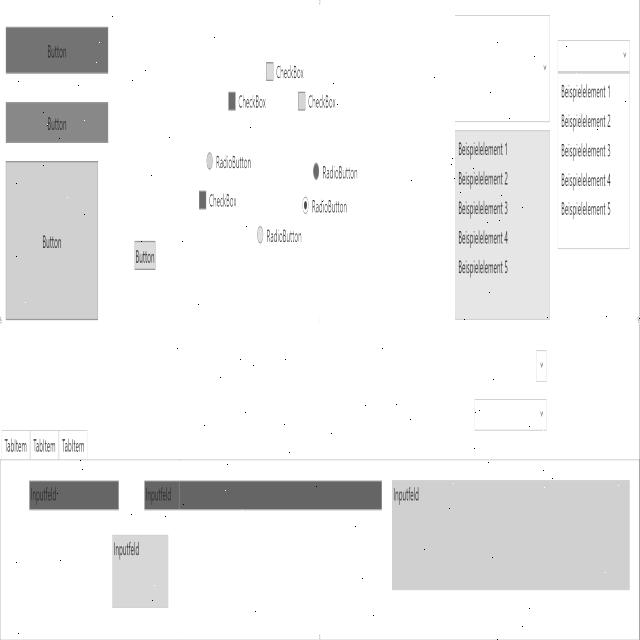 Button
CheckBox
CheckBox
CheckBox
Button
RadioButton
RadioButton
CheckBox
RadioButton
RadioButton
Button
Button
Beispielelement 1
Beispielelement 2
Beispielelement 3
Beispielelement 4
Beispielelement 5
Beispielelement 1
Beispielelement 2
Beispielelement 3
Beispielelement 4
Beispielelement 5
TabItem TabItem TabItem
Inputfeld
Inputfeld
Inputfeld
Inputfeld